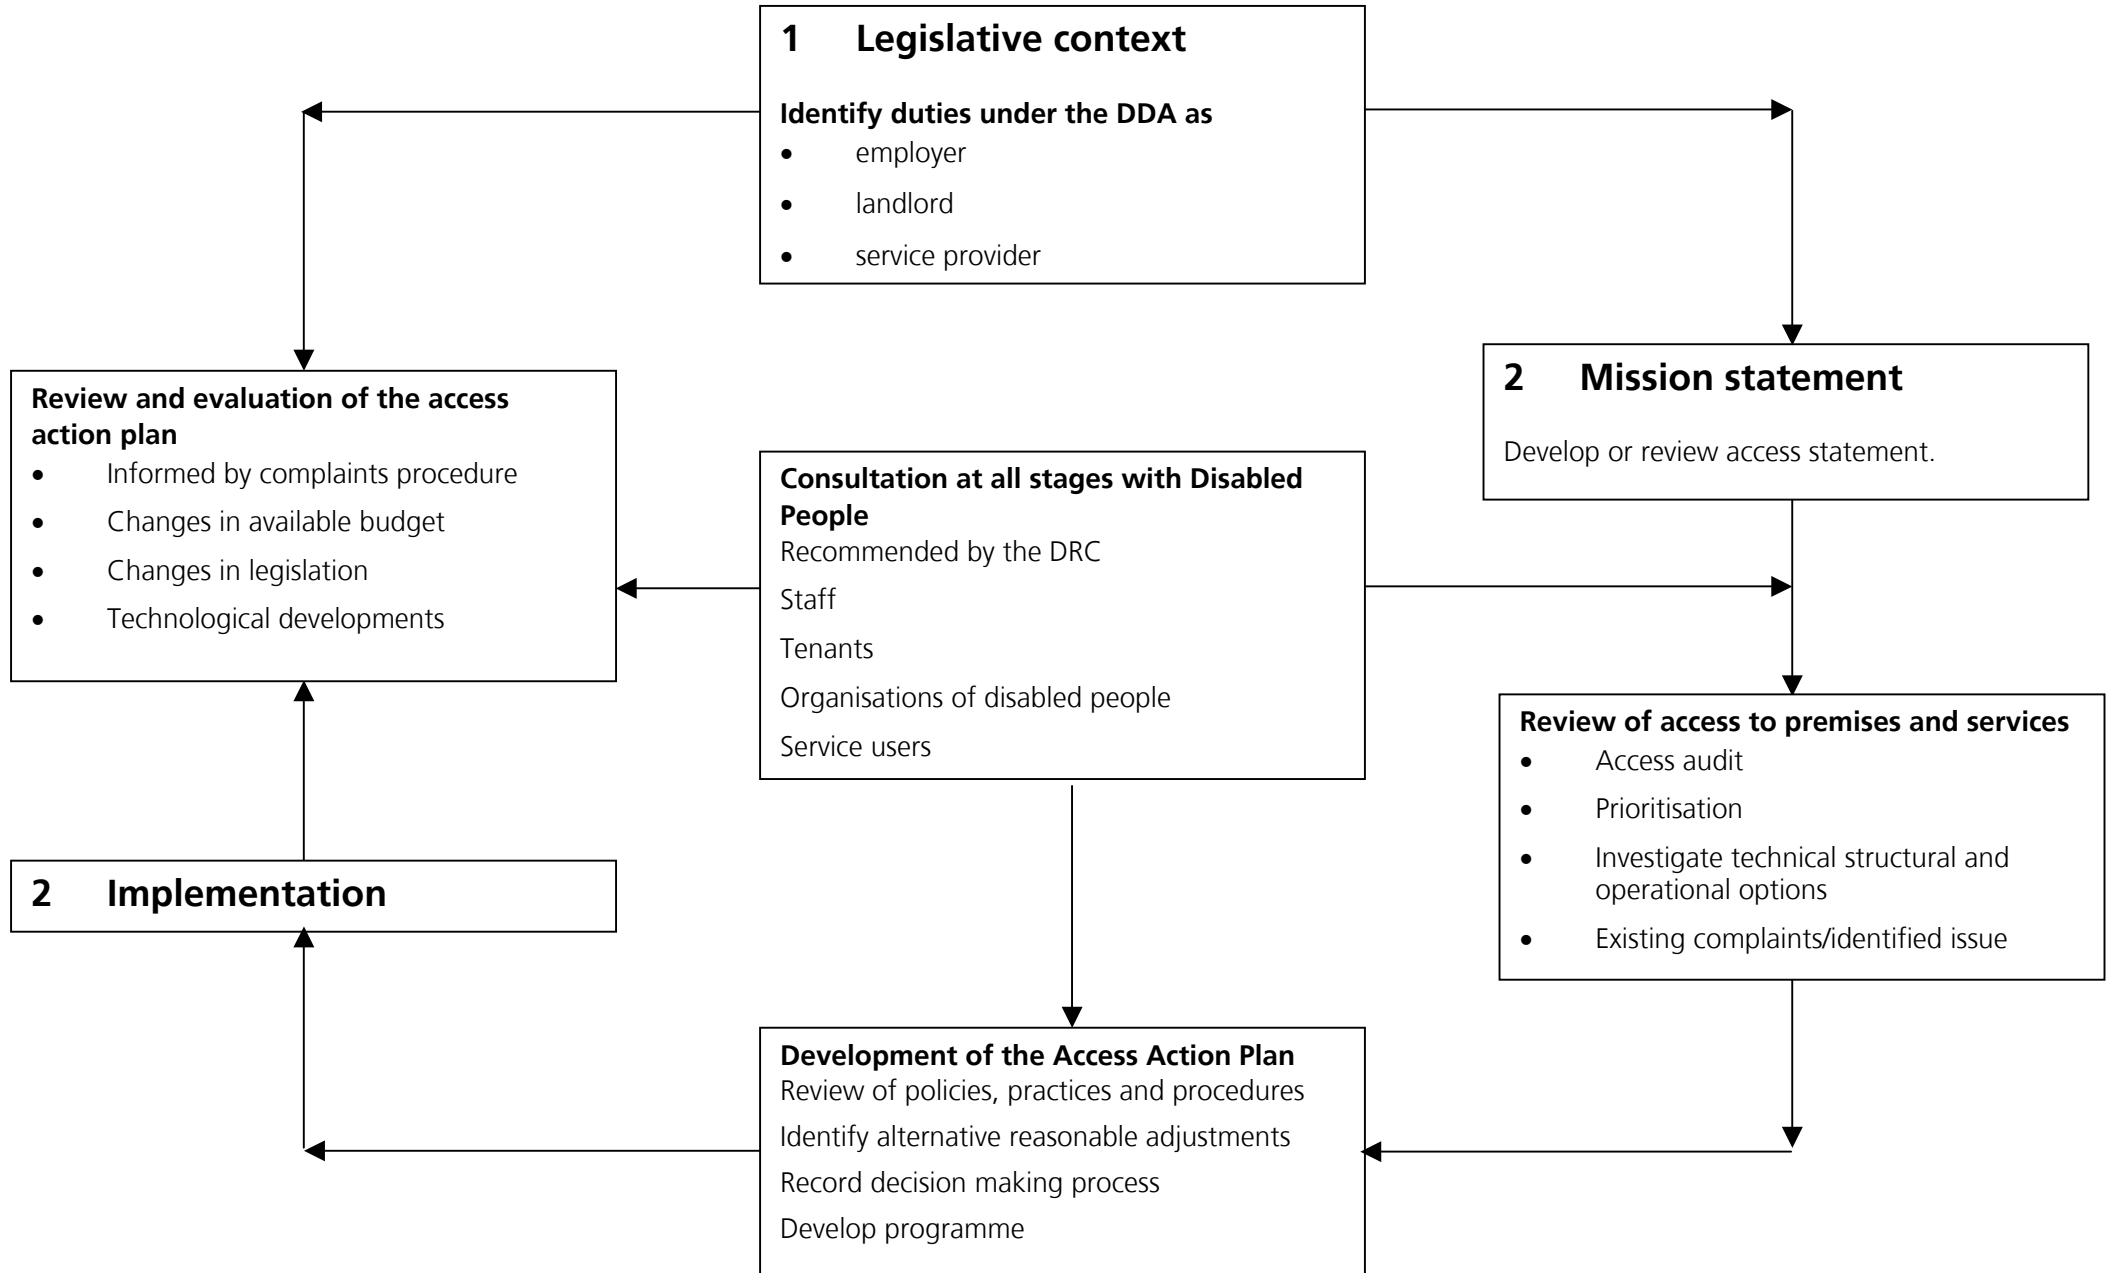 1 Legislative context
Identify duties under the DDA as
• employer
• landlord
• service provider
Review and evaluation of the access
action plan
• Informed by complaints procedure
• Changes in available budget
• Changes in legislation
• Technological developments
Consultation at all stages with Disabled
People
Recommended by the DRC
Staff
Tenants
Organisations of disabled people
Service users
2 Mission statement
Develop or review access statement.
Review of access to premises and services
• Access audit
• Prioritisation
• Investigate technical structural and
operational options
• Existing complaints/identified issue
2 Implementation
Development of the Access Action Plan
Review of policies, practices and procedures
Identify alternative reasonable adjustments
Record decision making process
Develop programme